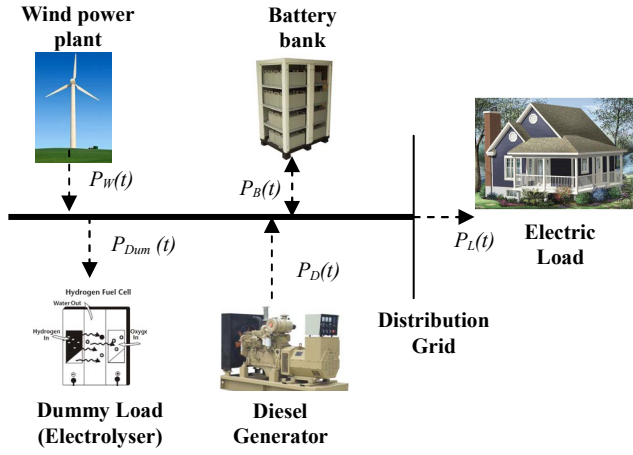 Wind power
plant
Battery
bank
P_W(t)
P_B(t)
P_Dum (t)
P_D(t)
P_L(t)
Electric
Load
Hydrogen Fuel Cell
Water Out
Hydrogen
In
Oxyge
In
Distribution
Grid
Dummy Load
(Electrolyser)
Diesel
Generator